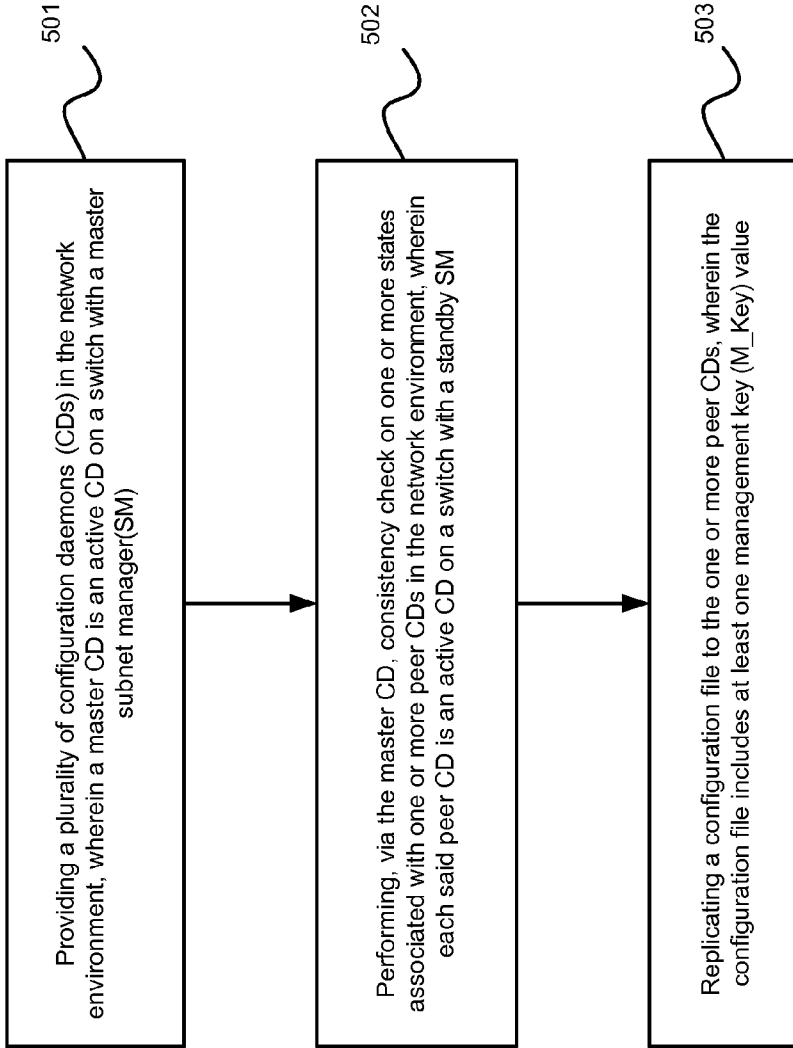 501
Providing a plurality of configuration daemons (CDs) in the network
environment, wherein a master CD is an active CD on a switch with a master
subnet manager(SM)
502
Performing, via the master CD, consistency check on one or more states
associated with one or more peer CDs in the network environment, wherein
each said peer CD is an active CD on a switch with a standby SM
503
Replicating a configuration file to the one or more peer CDs, wherein the
configuration file includes at least one management key (M_Key) value